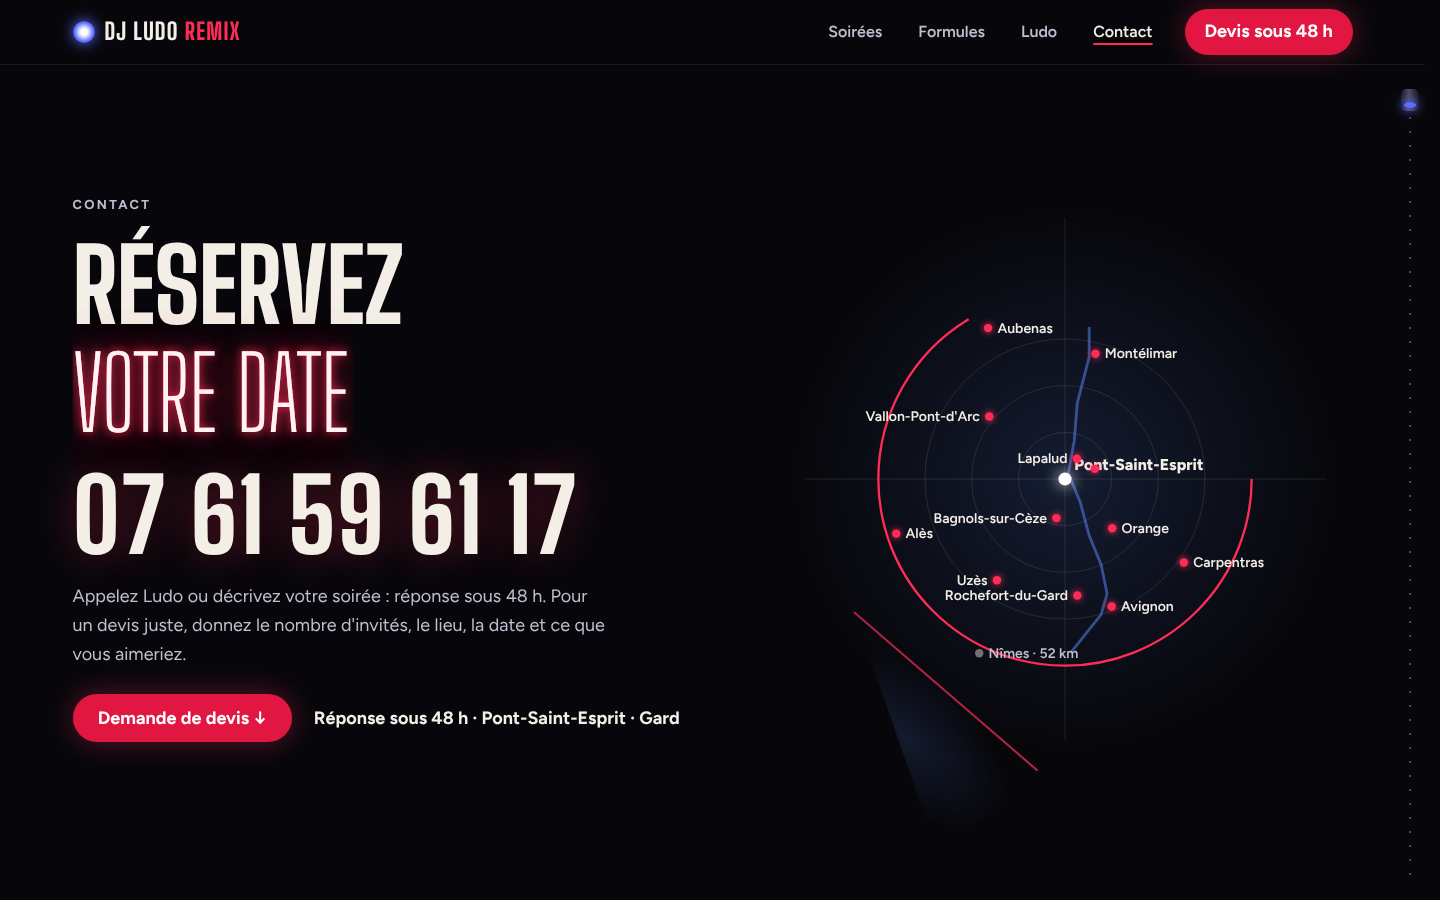 DJ LUDO REMIX
Soirées
Formules
Ludo
Contact
Devis sous 48 h
CONTACT
RÉSERVEZ
VOTRE DATE
07 61 59 61 17
Appelez Ludo ou décrivez votre soirée : réponse sous 48 h. Pour
un devis juste, donnez le nombre d'invités, le lieu, la date et ce que
vous aimeriez.
Demande de devis ↓
Réponse sous 48 h · Pont-Saint-Esprit · Gard
Aubenas
Montélimar
Vallon-Pont-d'Arc
Lapalud
Pont-Saint-Esprit
Bagnols-sur-Cèze
Orange
Alès
Carpentras
Uzès
Rochefort-du-Gard
Avignon
Nîmes · 52 km